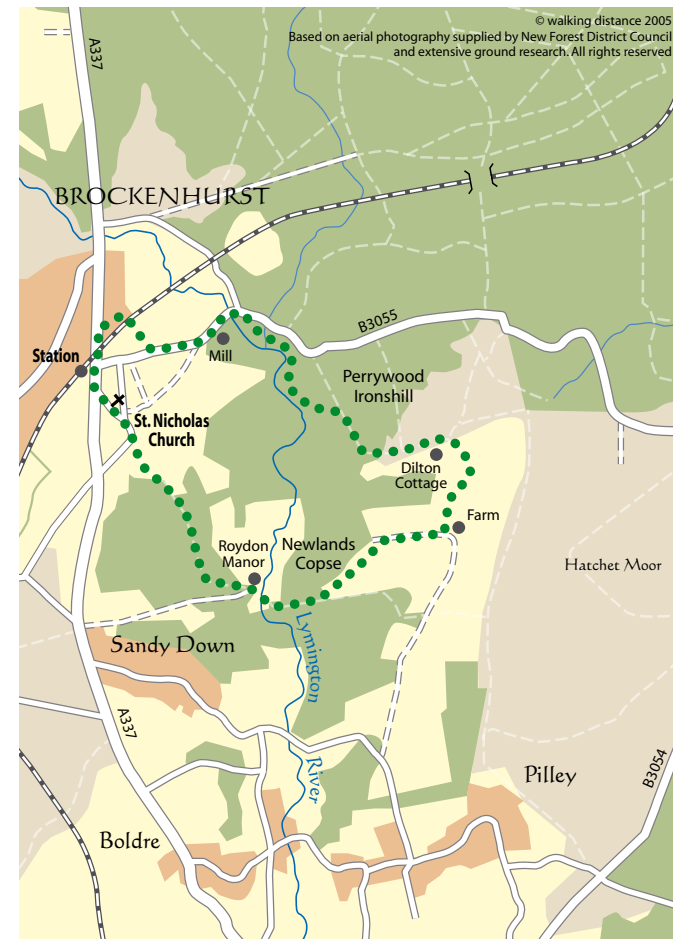 © walking distance 2005
Based on aerial photography supplied by New Forest District Council
and extensive ground research. All rights reserved
A337
BROCKENHURST
B3055
Station
Mill
Perrywood
Ironshill
St. Nicholas
Church
Dilton
Cottage
Farm
Roydon
Manor
Newlands
Copse
Hatchet Moor
Sandy Down
Lymington
River
A337
Pilley
B3054
Boldre